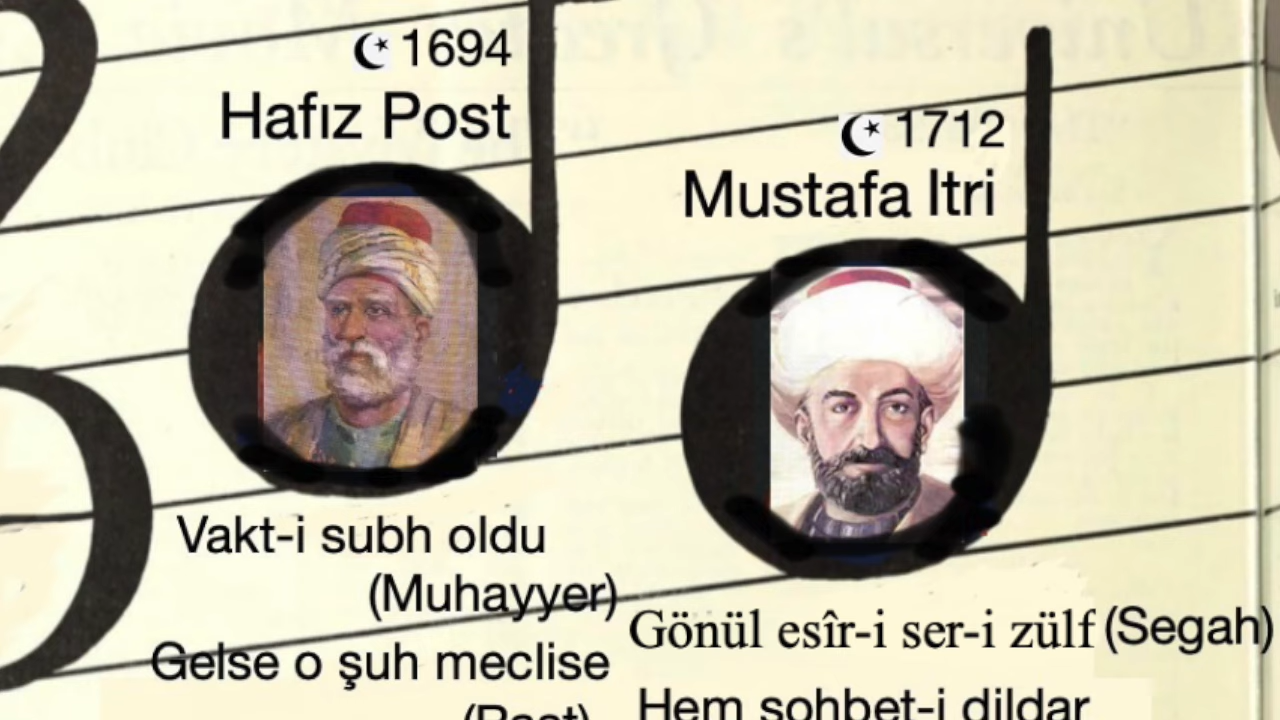 1694
Hafız Post
1712
Mustafa Itri
Vakt-i subh oldu
(Muhayyer)
Gönül esîr-i ser-i zülf (Segah)
Gelse o şuh meclise
(Rast)
Hem sohbet-i dildar